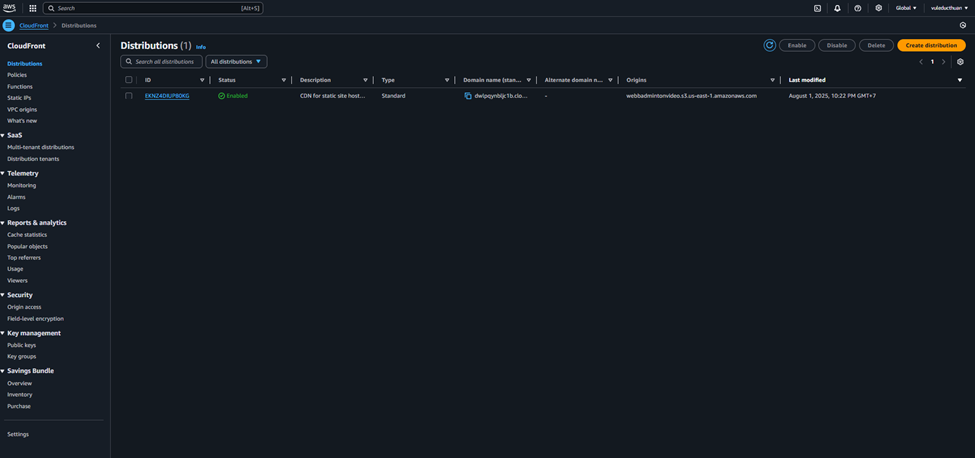 aws
Search [Alt+S] Global vuleducthuan
CloudFront > Distributions
CloudFront
Distributions
Policies
Functions
Static IPs
VPC origins
What's new
SaaS
Multi-tenant distributions
Distribution tenants
Telemetry
Monitoring
Alarms
Logs
Reports & analytics
Cache statistics
Popular objects
Top referrers
Usage
Viewers
Security
Origin access
Field-level encryption
Key management
Public keys
Key groups
Savings Bundle
Overview
Inventory
Purchase
Settings
Distributions (1) Info
Enable Disable Delete Create distribution
Search all distributions All distributions
1
ID Status Description Type Domain name (stan... Alternate domain n... Origins Last modified
Enabled CDN for static site host... Standard - webbadmintonvideo.s3.us-east-1.amazonaws.com August 1, 2025, 10:22 PM GMT+7